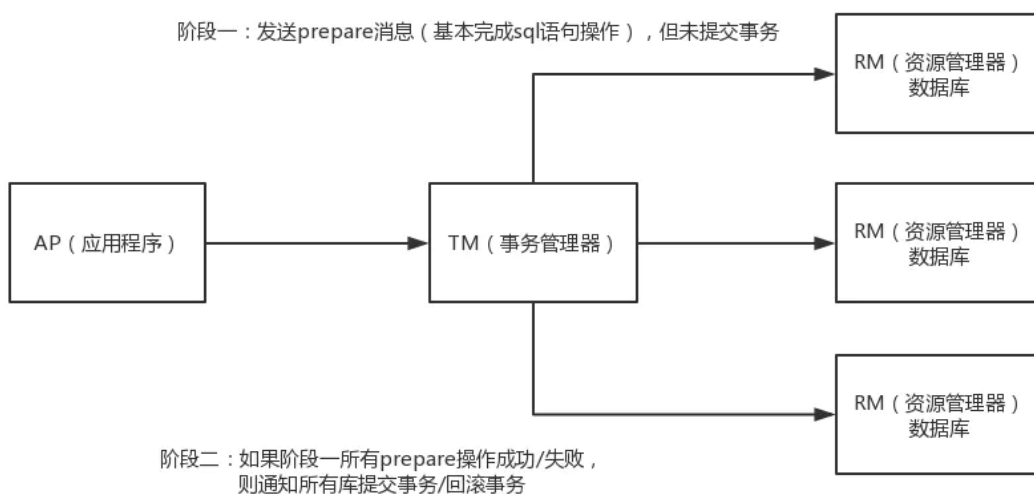 阶段一：发送prepare消息（基本完成sql语句操作），但未提交事务
RM（资源管理器）
数据库
AP（应用程序）
TM（事务管理器）
RM（资源管理器）
数据库
RM（资源管理器）
数据库
阶段二：如果阶段一所有prepare操作成功/失败，
则通知所有库提交事务/回滚事务